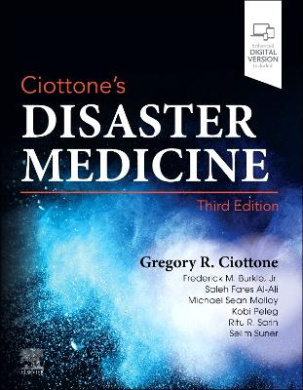 Enhanced
DIGITAL
VERSION
Included
Ciottone's
DISASTER
MEDICINE
Third Edition
Gregory R. Ciottone
Frederick M. Burkle, Jr.
Saleh Fares Al-Ali
Michael Sean Molloy
Kobi Peleg
Ritu R. Sarin
Selim Suner
ELSEVIER